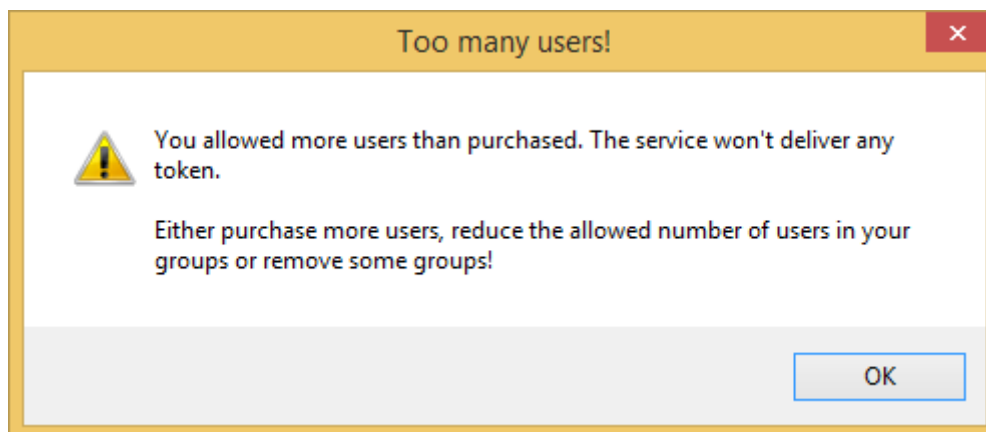 Too many users!
You allowed more users than purchased. The service won't deliver any
token.
Either purchase more users, reduce the allowed number of users in your
groups or remove some groups!
OK